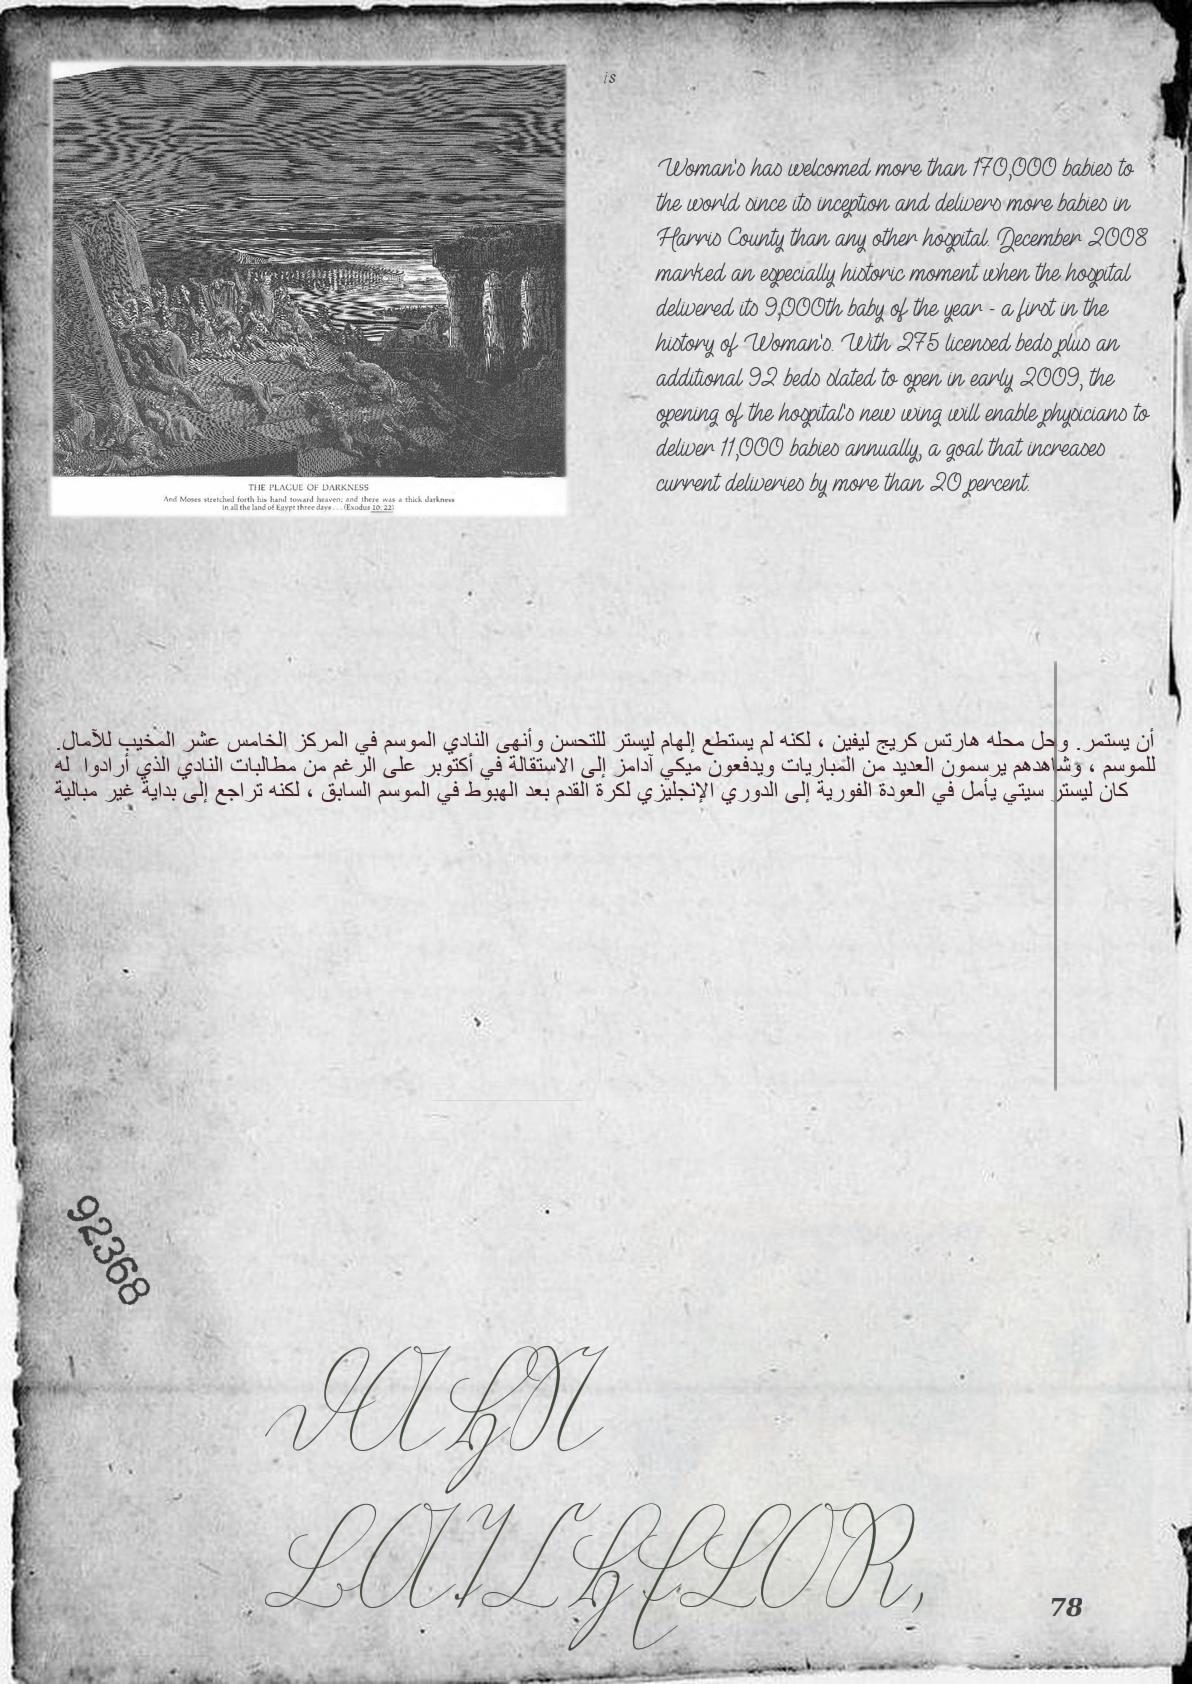 is
Woman's has welcomed more than 170,000 babies to
the world since its inception and delivers more babies in
Harris County than any other hospital. December 2008
marked an especially historic moment when the hospital
delivered its 9,000th baby of the year - a first in the
history of Woman's. With 275 licensed beds plus an
additional 92 beds slated to open in early 2009, the
opening of the hospital's new wing will enable physicians to
deliver 11,000 babies annually, a goal that increases
current deliveries by more than 20 percent.
THE PLAGUE OF DARKNESS
And Moses stretched forth his hand toward heaven; and there was a thick darkness
in all the land of Egypt three days . . . (Exodus 10: 22)
أن يستمر. وحل محله هارتس كريج ليفين ، لكنه لم يستطع إلهام ليستر للتحسن وأنهى النادي الموسم في المركز الخامس عشر المخيب للآمال.
للموسم ، وشاهدهم يرسمون العديد من المباريات ويدفعون ميكي آدامز إلى الاستقالة في أكتوبر على الرغم من مطالبات النادي الذي أرادوا له
كان ليستر سيتي يأمل في العودة الفورية إلى الدوري الإنجليزي لكرة القدم بعد الهبوط في الموسم السابق ، لكنه تراجع إلى بداية غير مبالية
92368
78